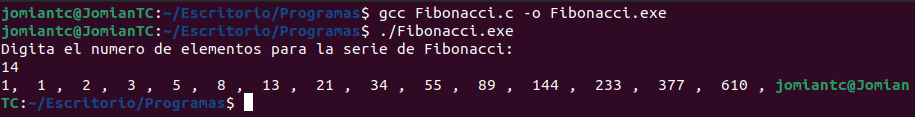 jomiantc@JomianTC:~/Escritorio/Programas$ gcc Fibonacci.c -o Fibonacci.exe
jomiantc@JomianTC:~/Escritorio/Programas$ ./Fibonacci.exe
Digita el numero de elementos para la serie de Fibonacci:
14
1,  1 ,  2 ,  3 ,  5 ,  8 ,  13 ,  21 ,  34 ,  55 ,  89 ,  144 ,  233 ,  377 ,  610 , jomiantc@Jomian
TC:~/Escritorio/Programas$